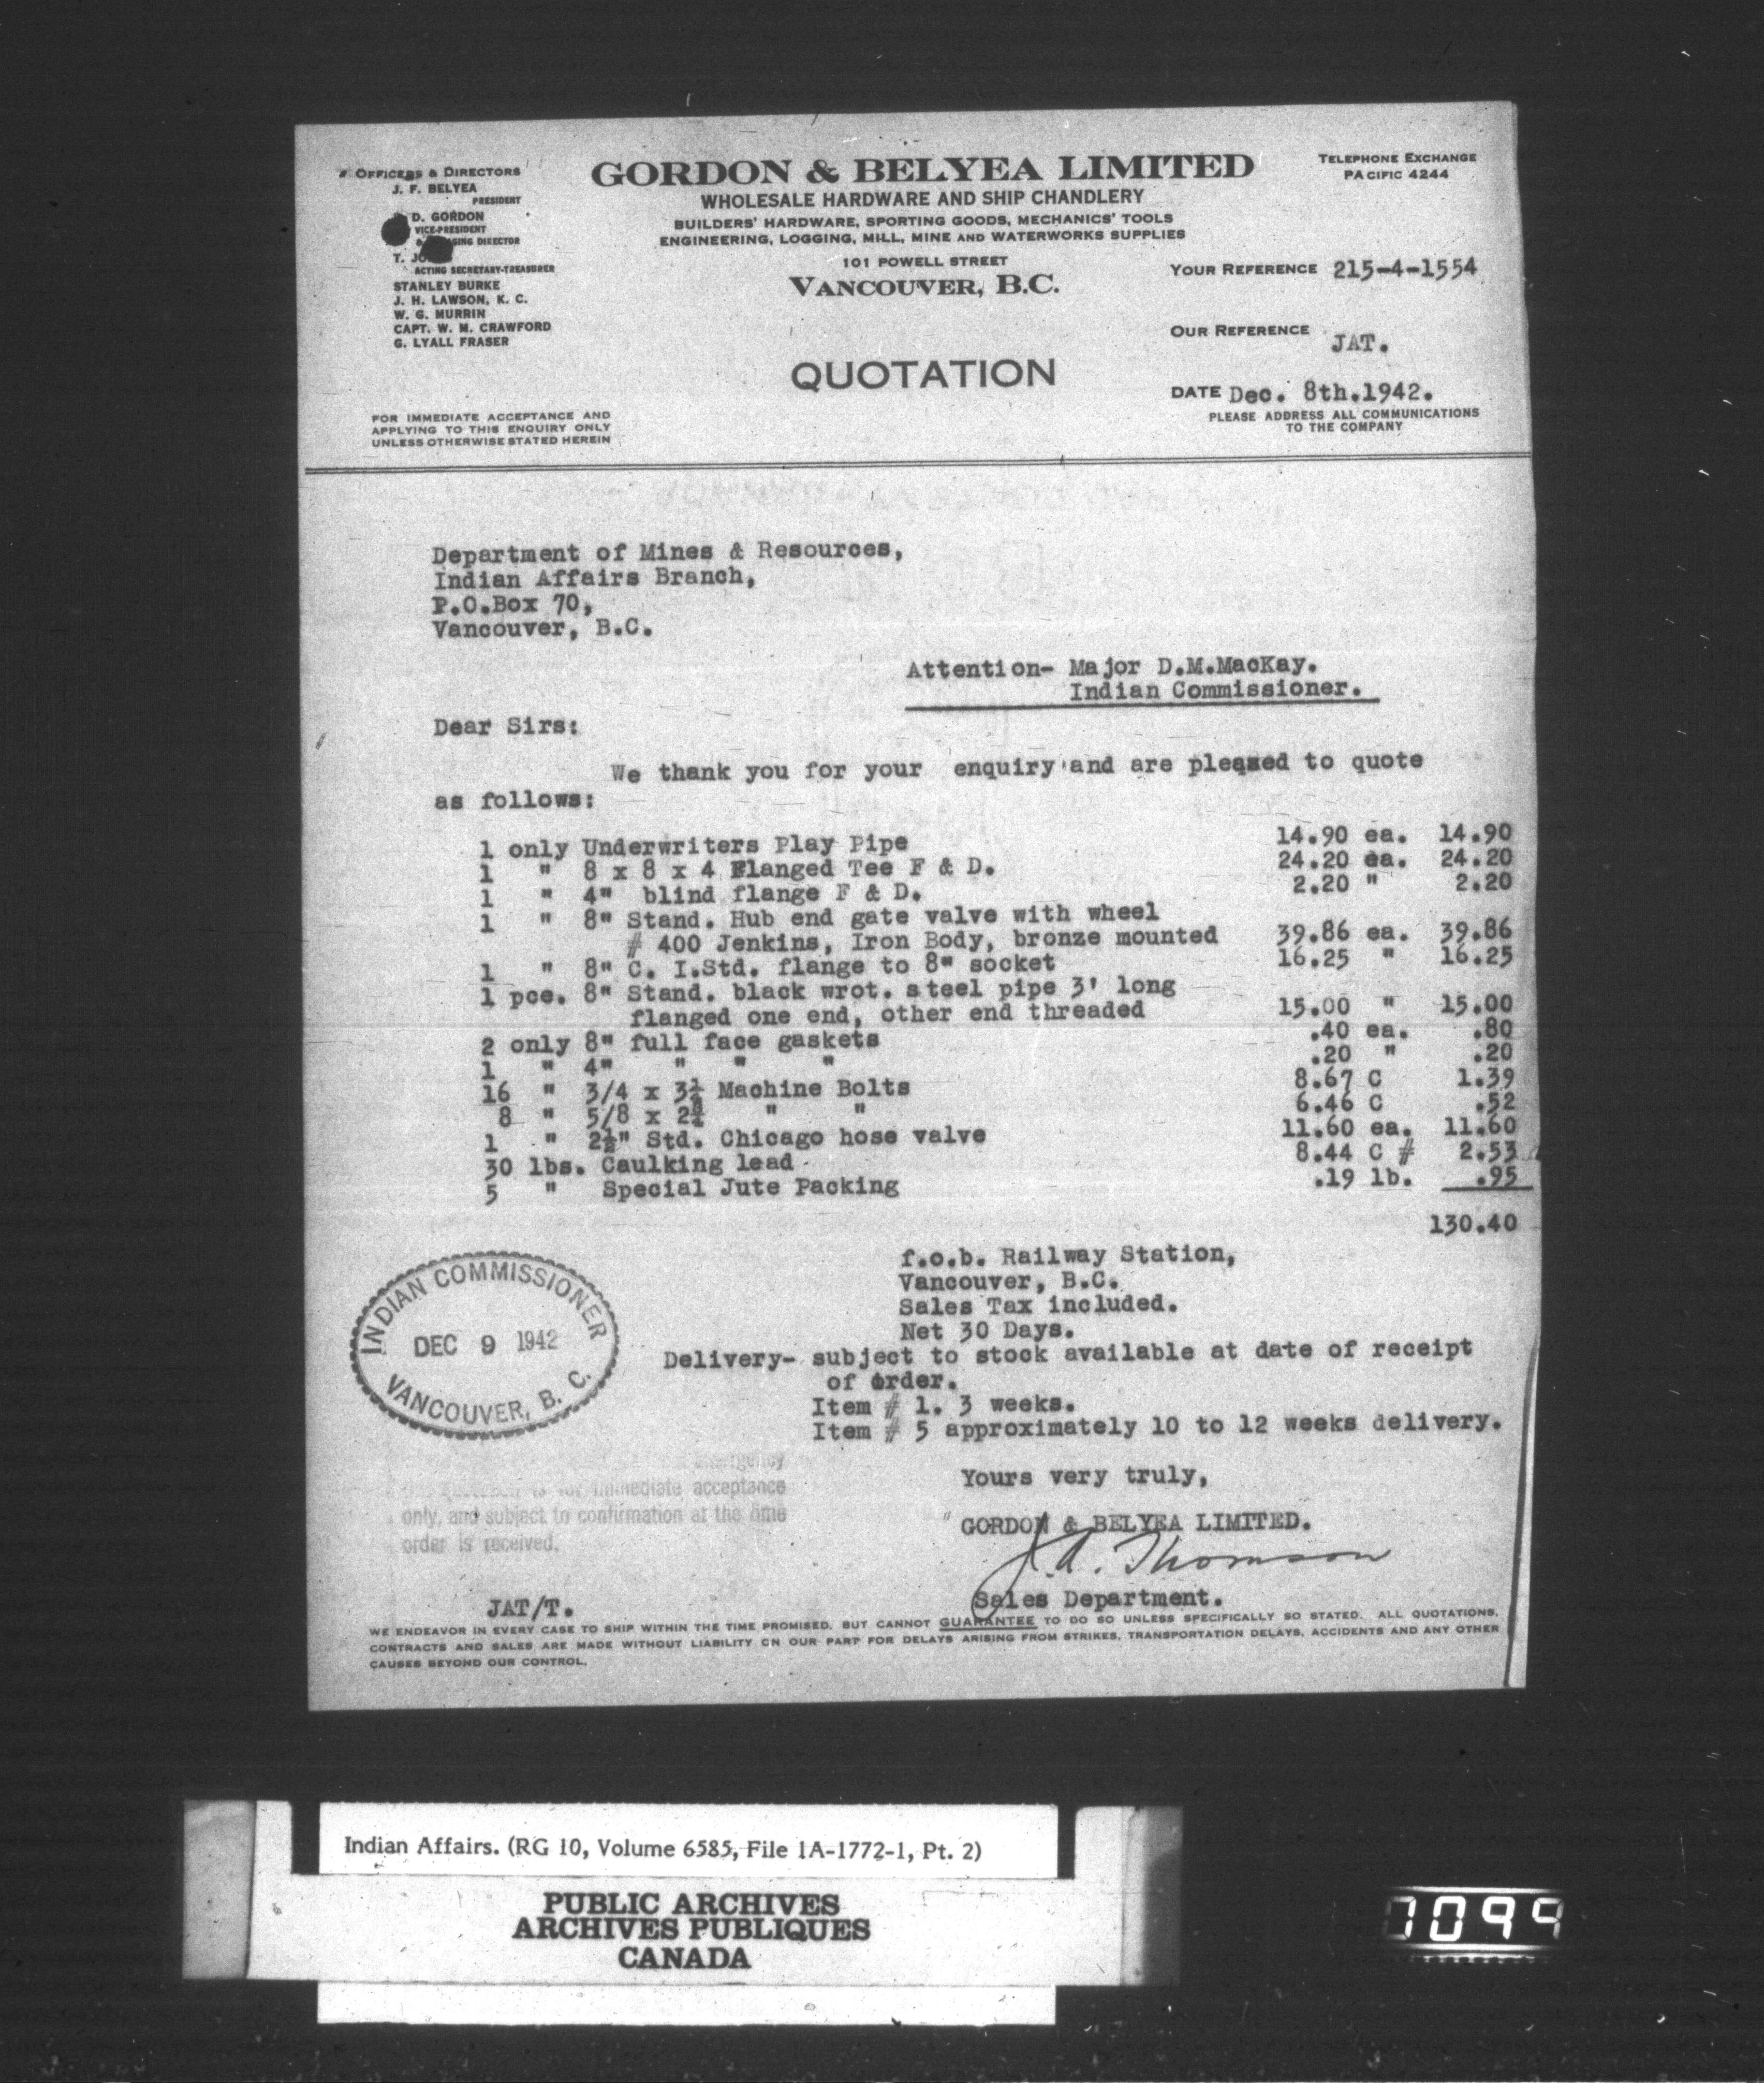 OFFICERS & DIRECTORS
J. F. BELYEA
PRESIDENT
D. GORDON
VICE-PRESIDENT
DIRECTOR
T.
ACTING SECRETARY-TREASURER
STANLEY BURKE
J. H. LAWSON, K. C.
W. G. MURRIN
CAPT. W. M. CRAWFORD
G. LYALL FRASER
FOR IMMEDIATE ACCEPTANCE AND
APPLYING TO THIS ENQUIRY ONLY
UNLESS OTHERWISE STATED HEREIN
GORDON & BELYEA LIMITED
WHOLESALE HARDWARE AND SHIP CHANDLERY
BUILDERS' HARDWARE, SPORTING GOODS, MECHANICS' TOOLS
ENGINEERING, LOGGING, MILL, MINE AND WATERWORKS SUPPLIES
101 POWELL STREET
VANCOUVER, B.C.
QUOTATION
TELEPHONE EXCHANGE
PACIFIC 4244
YOUR REFERENCE 215-4-1554
OUR REFERENCE JAT.
DATE Dec. 8th.1942.
PLEASE ADDRESS ALL COMMUNICATIONS
TO THE COMPANY
Department of Mines & Resources,
Indian Affairs Branch,
P.O.Box 70,
Vancouver, B.C.
Attention- Major D.M.MacKay.
Indian Commissioner.
Dear Sirs:
We thank you for your enquiry and are pleased to quote
as follows:
1 only Underwriters Play Pipe 14.90 ea. 14.90
1 " 8 x 8 x 4 Flanged Tee F & D. 24.20 ea. 24.20
1 " 4" blind flange F & D. 2.20 " 2.20
1 " 8" Stand. Hub end gate valve with wheel
# 400 Jenkins, Iron Body, bronze mounted 39.86 ea. 39.86
1 " 8" C. I.Std. flange to 8" socket 16.25 " 16.25
1 pce. 8" Stand. black wrot. steel pipe 3' long
flanged one end, other end threaded 15.00 " 15.00
2 only 8" full face gaskets .40 ea. .80
1 " 4" " " " .20 " .20
16 " 3/4 x 3½ Machine Bolts 8.67 C 1.39
8 " 5/8 x " " 6.46 C .52
1 " 2½" Std. Chicago hose valve 11.60 ea. 11.60
30 lbs. Caulking lead 8.44 C # 2.53
5 " Special Jute Packing .19 lb. .95
130.40
f.o.b. Railway Station,
Vancouver, B.C.
Sales Tax included.
Net 30 Days.
Delivery- subject to stock available at date of receipt
of order.
Item # 1. 3 weeks.
Item # 5 approximately 10 to 12 weeks delivery.
INDIAN COMMISSIONER
DEC 9 1942
VANCOUVER, B. C.
immediate acceptance
only, and subject to confirmation at the time
order is received.
Yours very truly,
GORDON & BELYEA LIMITED.
J.A. Thomson
Sales Department.
JAT/T.
WE ENDEAVOR IN EVERY CASE TO SHIP WITHIN THE TIME PROMISED, BUT CANNOT GUARANTEE TO DO SO UNLESS SPECIFICALLY SO STATED. ALL QUOTATIONS,
CONTRACTS AND SALES ARE MADE WITHOUT LIABILITY ON OUR PART FOR DELAYS ARISING FROM STRIKES, TRANSPORTATION DELAYS, ACCIDENTS AND ANY OTHER
CAUSES BEYOND OUR CONTROL.
Indian Affairs. (RG 10, Volume 6585, File 1A-1772-1, Pt. 2)
PUBLIC ARCHIVES
ARCHIVES PUBLIQUES
CANADA
1099